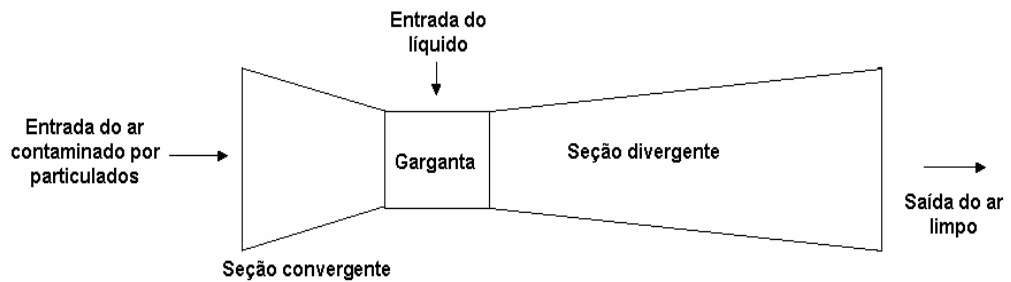 Entrada do
líquido
Entrada do ar
contaminado por
particulados
Garganta
Seção divergente
Saída do ar
limpo
Seção convergente